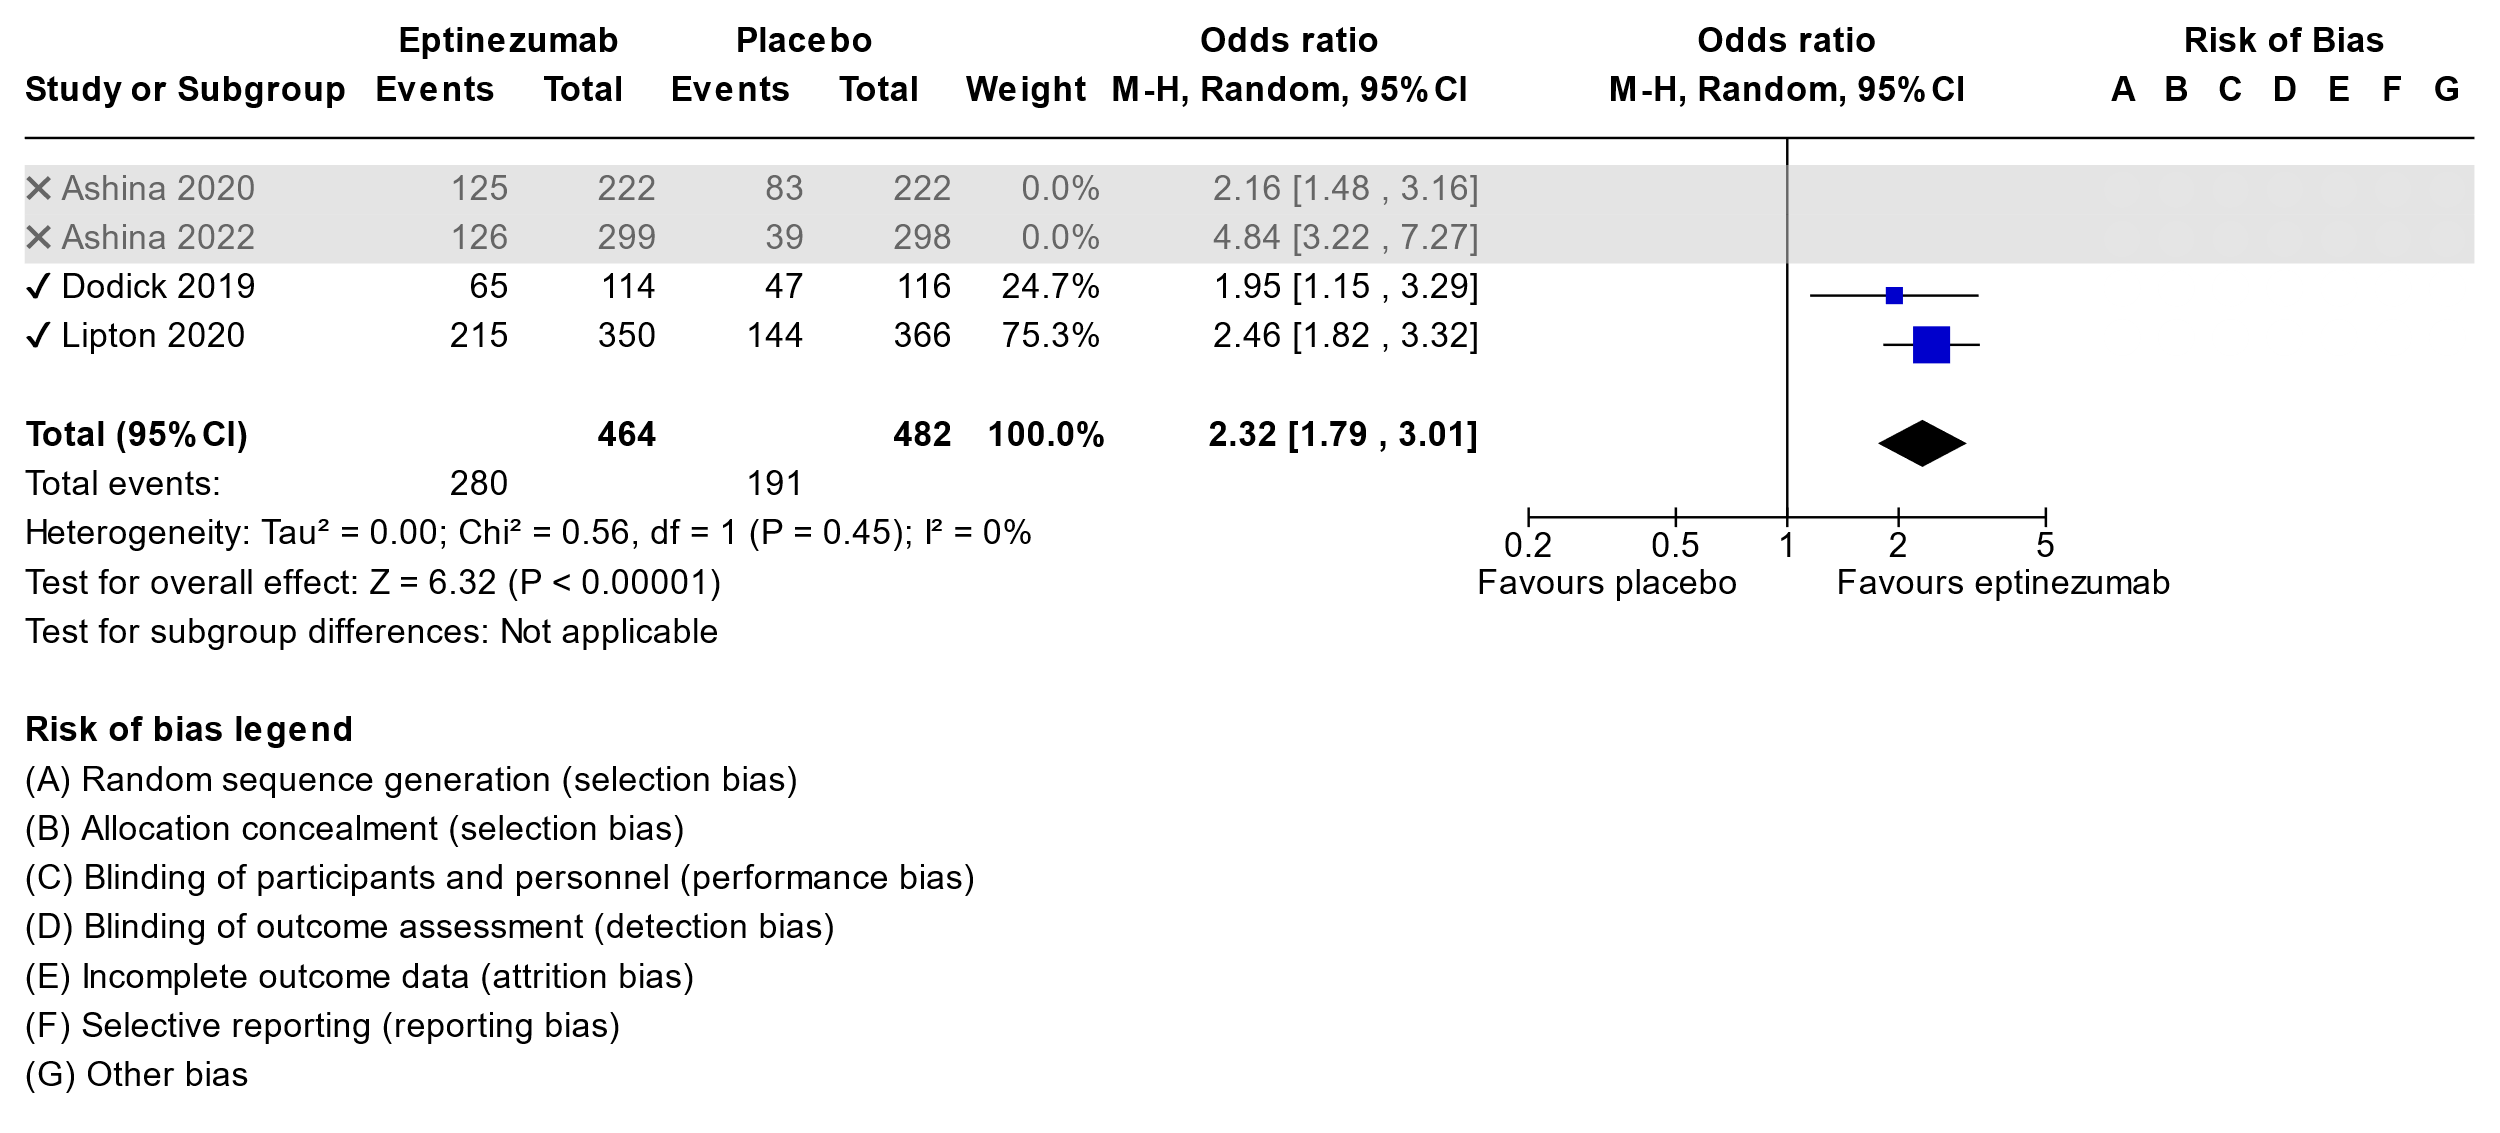 Eptinezumab Placebo Odds ratio Odds ratio Risk of Bias
Study or Subgroup Events Total Events Total Weight M-H, Random, 95% CI M-H, Random, 95% CI A B C D E F G
✕ Ashina 2020 125 222 83 222 0.0% 2.16 [1.48 , 3.16]
✕ Ashina 2022 126 299 39 298 0.0% 4.84 [3.22 , 7.27]
✓ Dodick 2019 65 114 47 116 24.7% 1.95 [1.15 , 3.29]
✓ Lipton 2020 215 350 144 366 75.3% 2.46 [1.82 , 3.32]
Total (95% CI) 464 482 100.0% 2.32 [1.79 , 3.01]
Total events: 280 191
Heterogeneity: Tau² = 0.00; Chi² = 0.56, df = 1 (P = 0.45); I² = 0% 0.2 0.5 1 2 5
Test for overall effect: Z = 6.32 (P < 0.00001) Favours placebo Favours eptinezumab
Test for subgroup differences: Not applicable
Risk of bias legend
(A) Random sequence generation (selection bias)
(B) Allocation concealment (selection bias)
(C) Blinding of participants and personnel (performance bias)
(D) Blinding of outcome assessment (detection bias)
(E) Incomplete outcome data (attrition bias)
(F) Selective reporting (reporting bias)
(G) Other bias